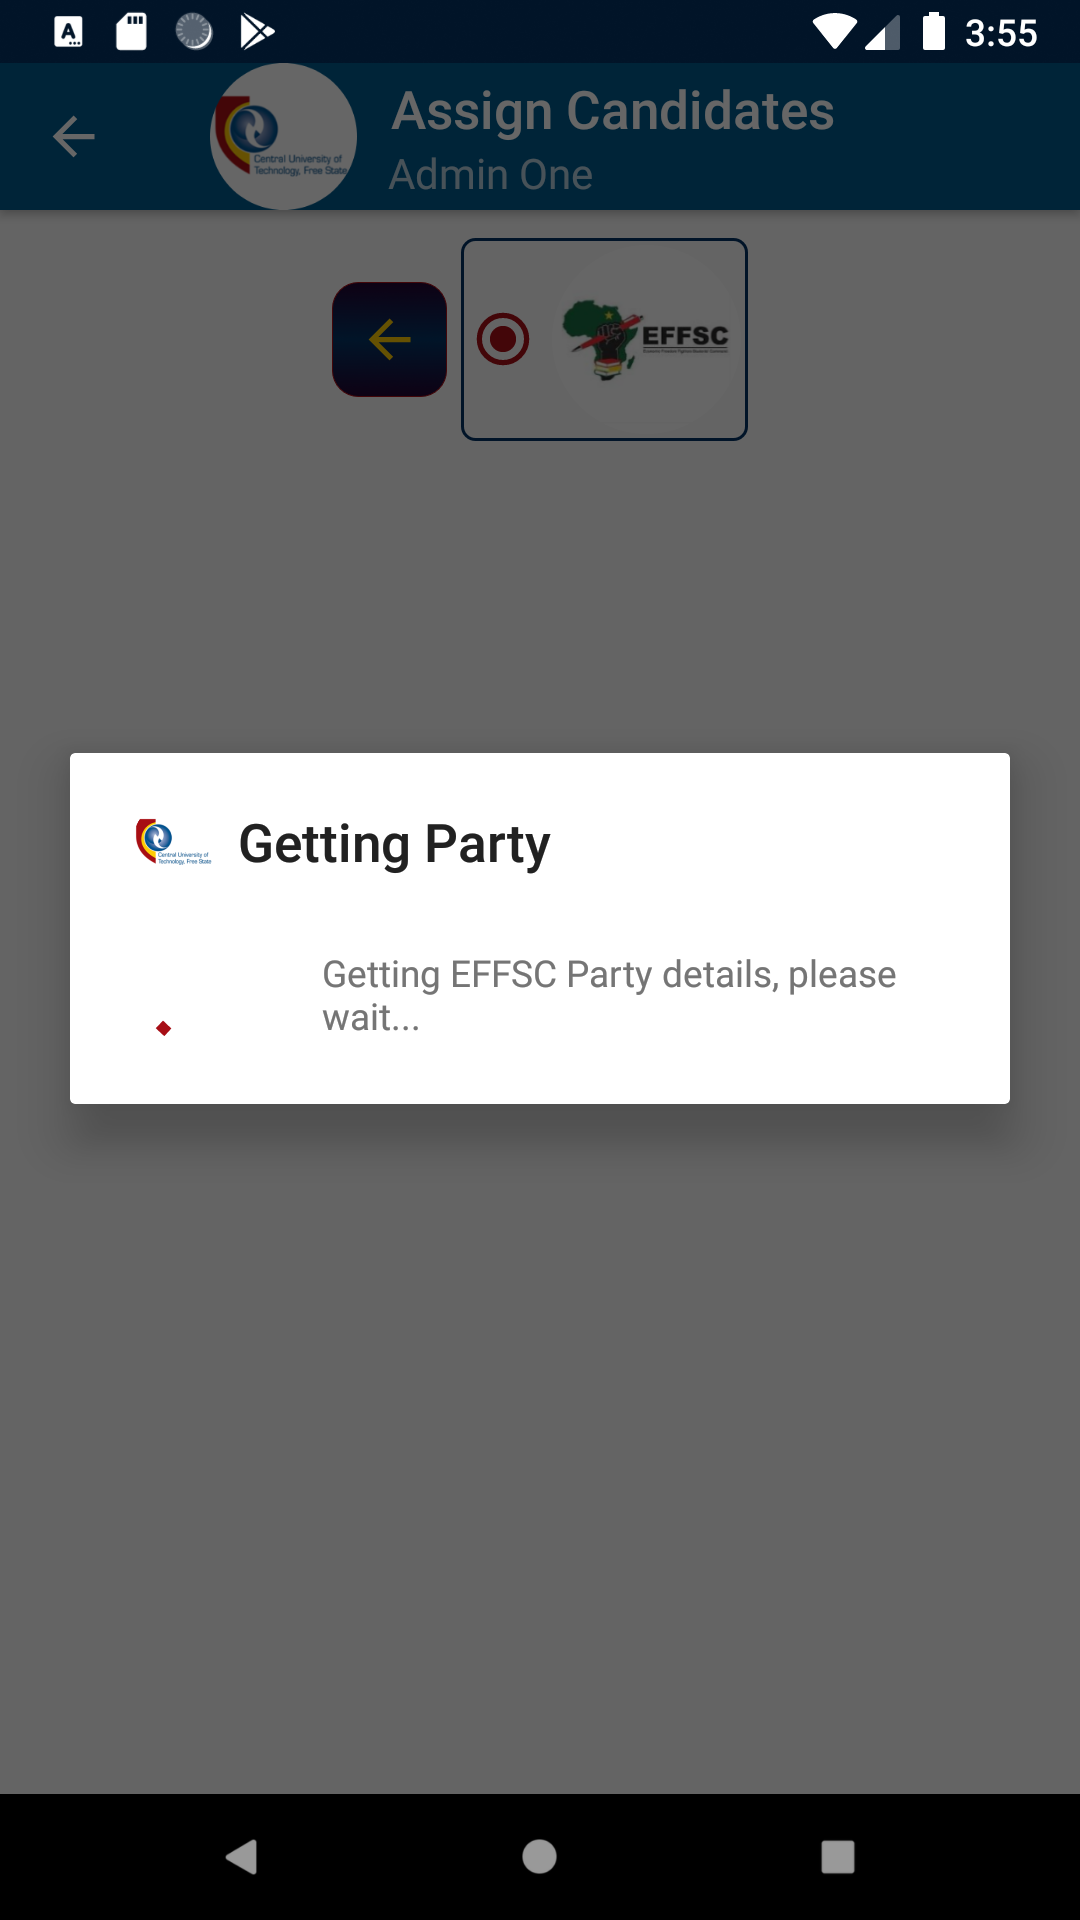 3:55
Assign Candidates
Admin One
Central University of
Technology, Free State
EFFSC
Getting Party
Central University of
Technology, Free State
Getting EFFSC Party details, please
wait...